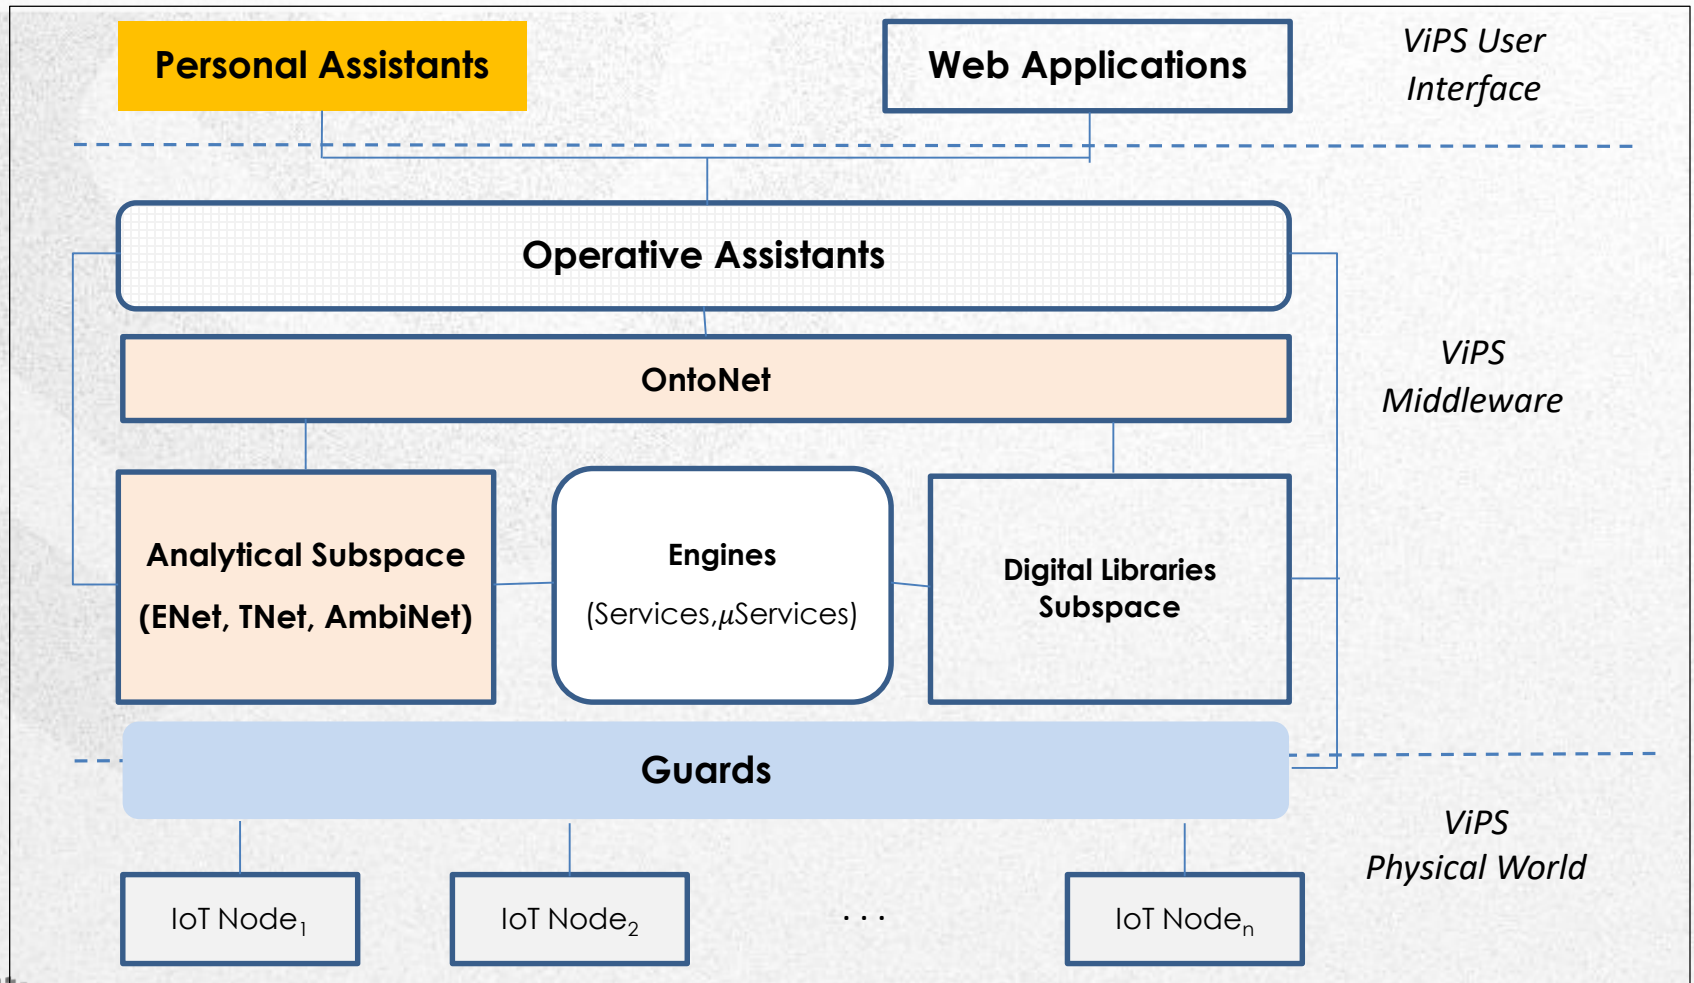 Personal Assistants
Web Applications
ViPS User
Interface
Operative Assistants
OntoNet
ViPS
Middleware
Analytical Subspace
(ENet, TNet, AmbiNet)
Engines
(Services,μServices)
Digital Libraries
Subspace
Guards
ViPS
Physical World
IoT Node1
IoT Node2
. . .
IoT Noden